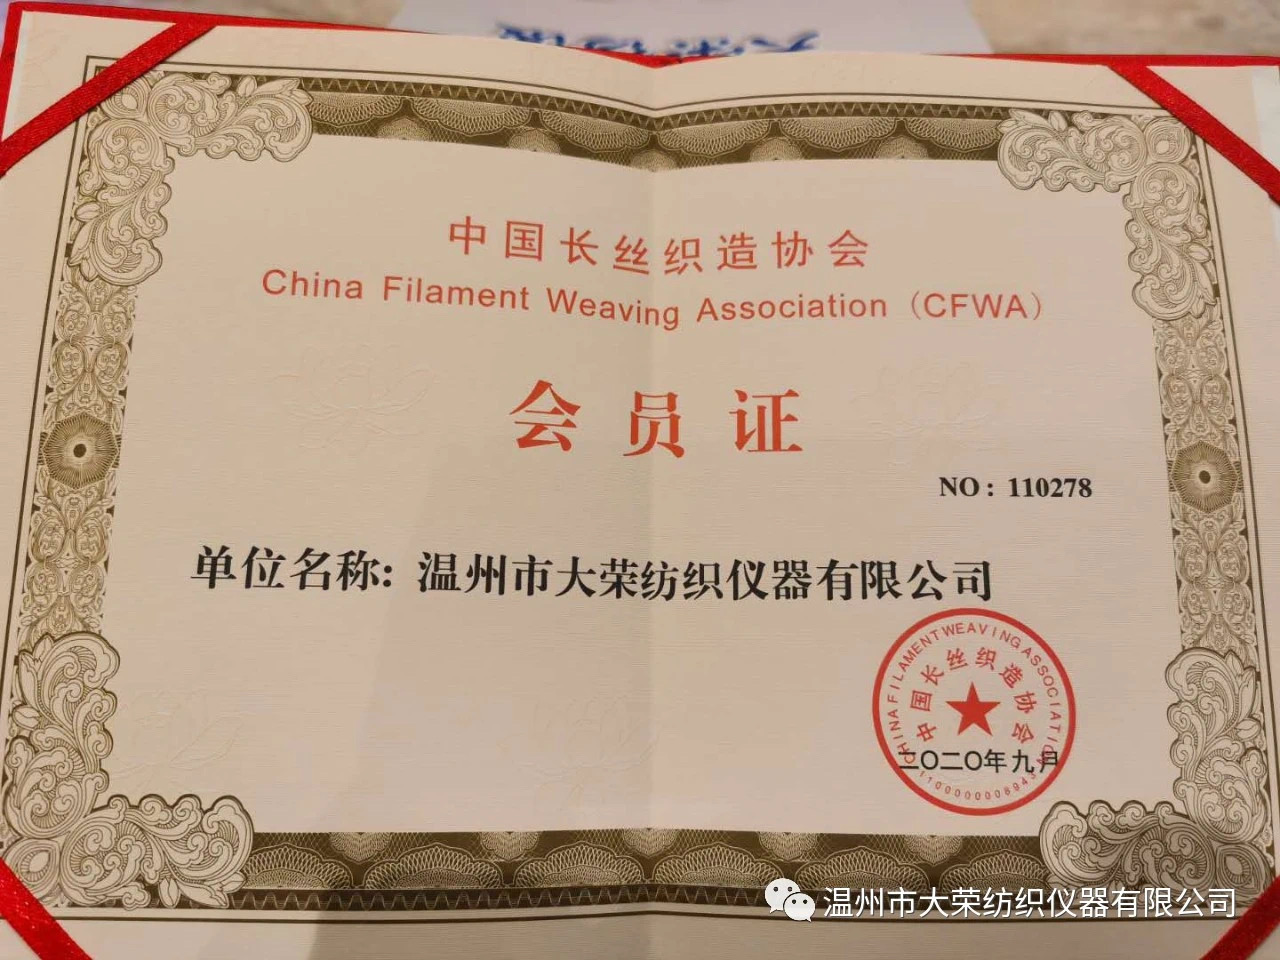 中国长丝织造协会
China Filament Weaving Association（CFWA）
会员证
NO：110278
单位名称：温州市大荣纺织仪器有限公司
CHINA FILAMENT WEAVING ASSOCIATION
中国长丝织造协会
二〇二〇年九月
温州市大荣纺织仪器有限公司